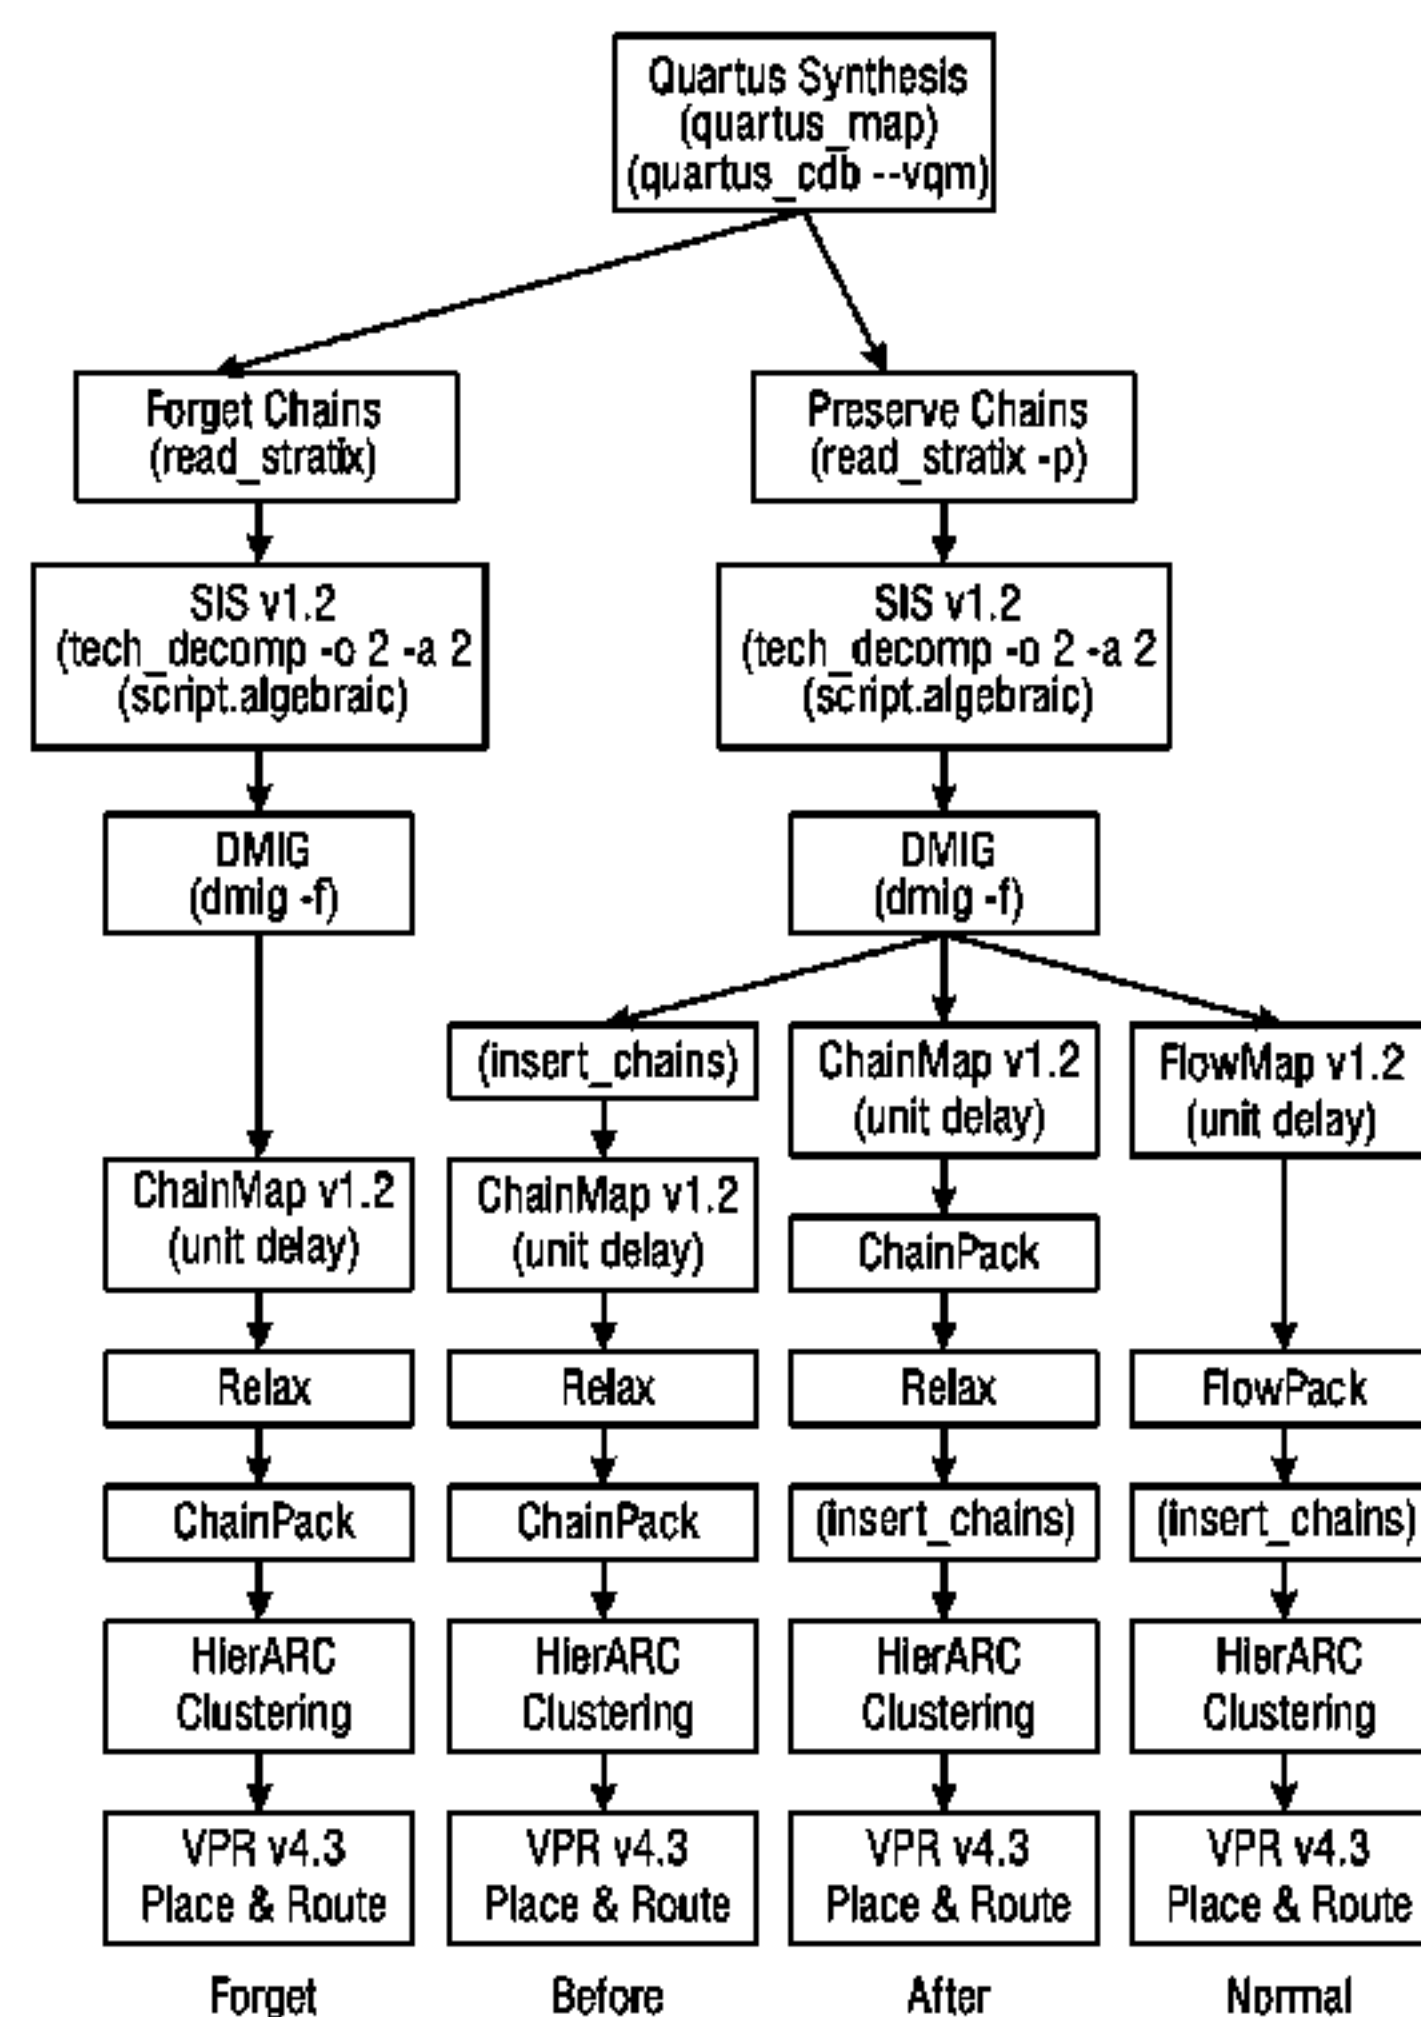 Quartus Synthesis
(quartus_map)
(quartus_cdb --vqm)
Forget Chains
(read_stratix)
Preserve Chains
(read_stratix -p)
SIS v1.2
(tech_decomp -o 2 -a 2
(script.algebraic)
SIS v1.2
(tech_decomp -o 2 -a 2
(script.algebraic)
DMIG
(dmig -f)
DMIG
(dmig -f)
(insert_chains)
ChainMap v1.2
(unit delay)
FlowMap v1.2
(unit delay)
ChainMap v1.2
(unit delay)
ChainMap v1.2
(unit delay)
ChainPack
Relax
Relax
Relax
FlowPack
ChainPack
ChainPack
(insert_chains)
(insert_chains)
HierARC
Clustering
HierARC
Clustering
HierARC
Clustering
HierARC
Clustering
VPR v4.3
Place & Route
VPR v4.3
Place & Route
VPR v4.3
Place & Route
VPR v4.3
Place & Route
Forget
Before
After
Normal